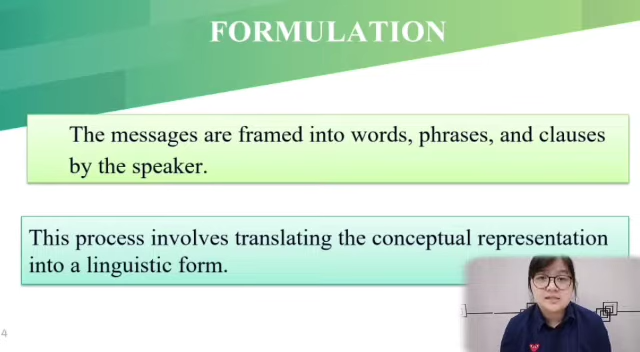 FORMULATION
The messages are framed into words, phrases, and clauses
by the speaker.
This process involves translating the conceptual representation
into a linguistic form.
4